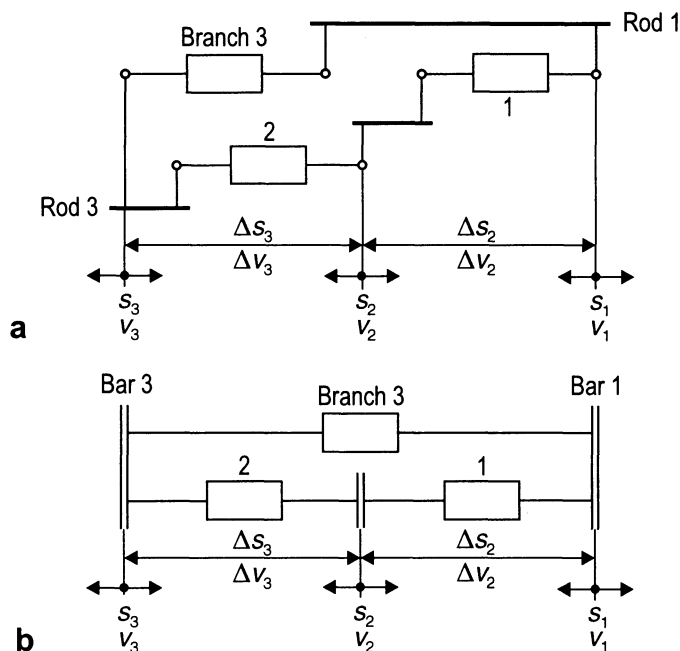 Rod 1
Branch 3
1
2
Rod 3
Δs₃ Δs₂
Δv₃ Δv₂
s₃ s₂ s₁
v₃ v₂ v₁
a
Bar 3 Bar 1
Branch 3
2 1
Δs₃ Δs₂
Δv₃ Δv₂
s₃ s₂ s₁
v₃ v₂ v₁
b